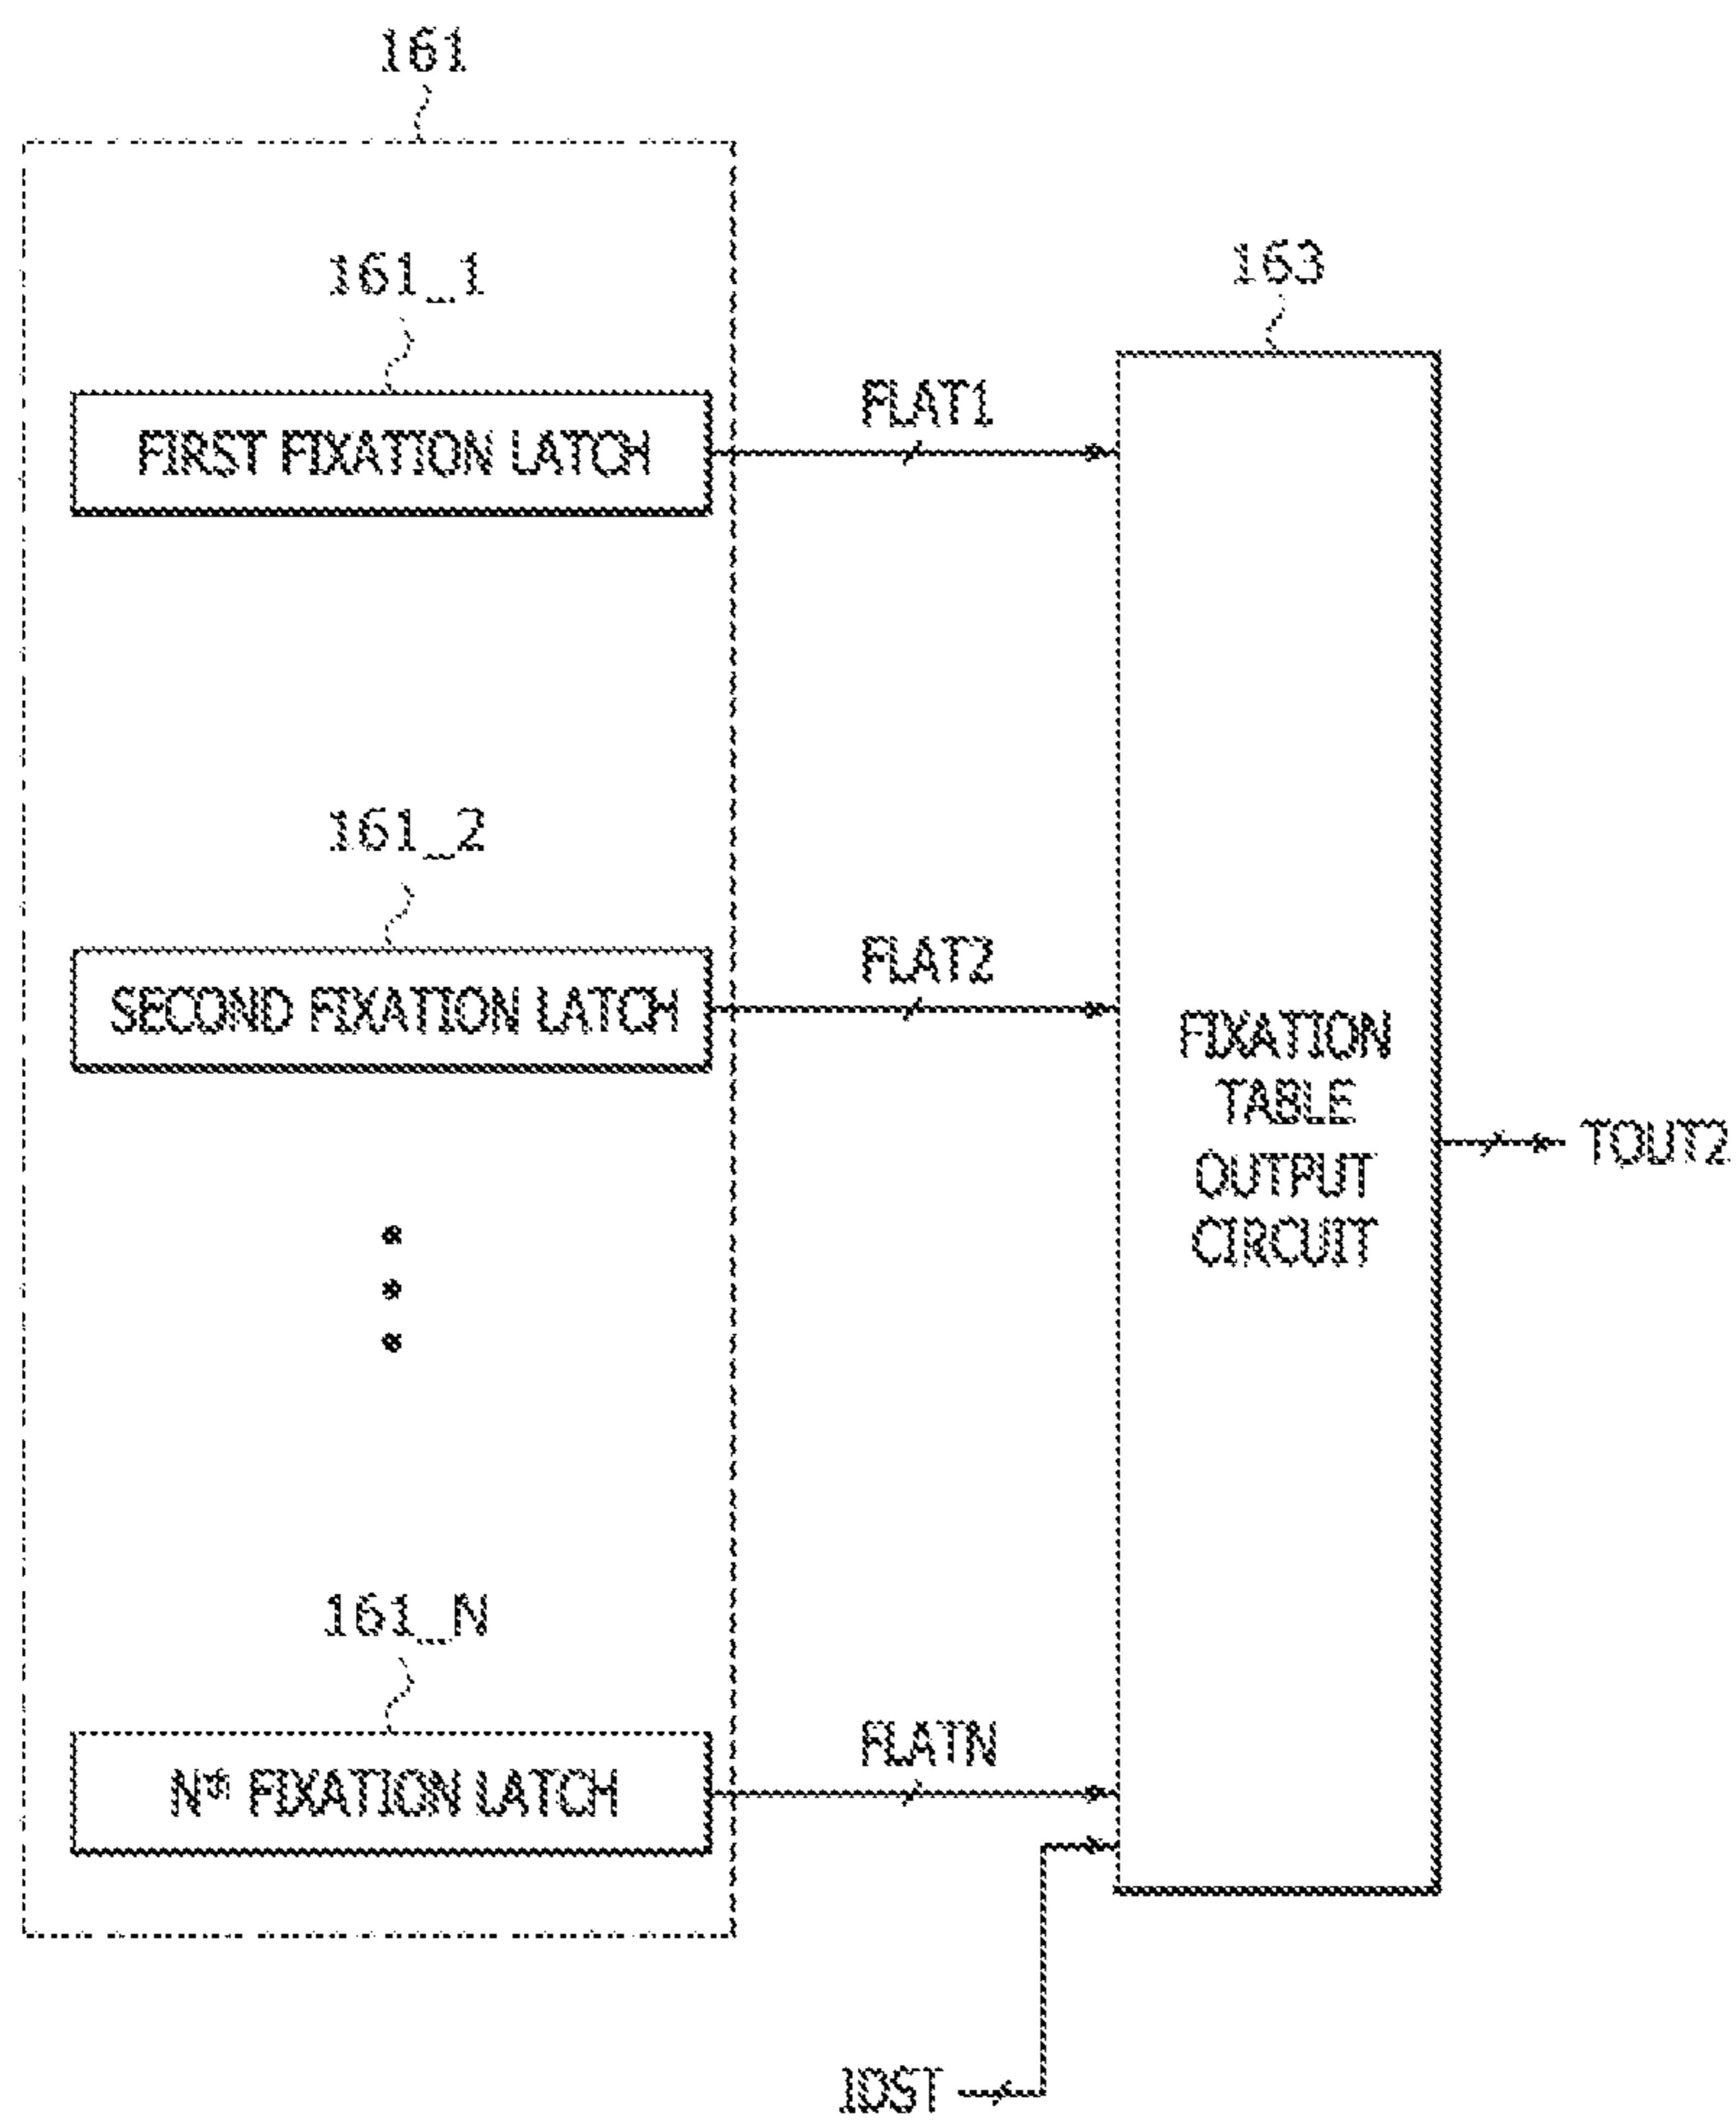 161
161_1
163
FIRST FIXATION LATCH
FLAT1
161_2
SECOND FIXATION LATCH
FLAT2
FIXATION
TABLE
OUTPUT
CIRCUIT
TOUT2
161_N
Nth FIXATION LATCH
FLATN
IDST